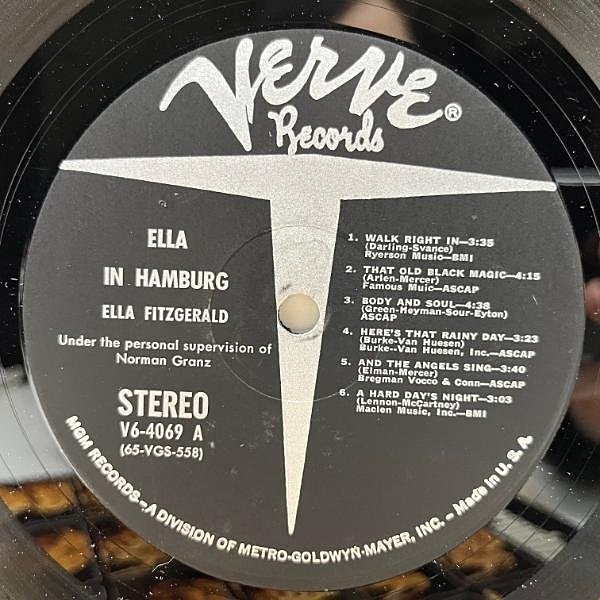 Verve®
Records
ELLA
IN HAMBURG
ELLA FITZGERALD
Under the personal supervision of
Norman Granz
STEREO
V6-4069 A
(65-VGS-558)
1. WALK RIGHT IN—3:35
(Darling-Svance)
Ryerson Music—BMI
2. THAT OLD BLACK MAGIC—4:15
(Arlen-Mercer)
Famous Muic—ASCAP
3. BODY AND SOUL—4:38
(Green-Heyman-Sour-Eyton)
ASCAP
4. HERE'S THAT RAINY DAY—3:23
(Burke-Van Huesen)
Burke--Van Huesen, Inc.—ASCAP
5. AND THE ANGELS SING—3:40
(Elman-Mercer)
Bregman Vocco & Conn—ASCAP
6. A HARD DAY'S NIGHT—3:03
(Lennon-McCartney)
Maclen Music, Inc.—BMI
MGM RECORDS—A DIVISION OF METRO-GOLDWYN-MAYER, INC. – Made in U. S. A.